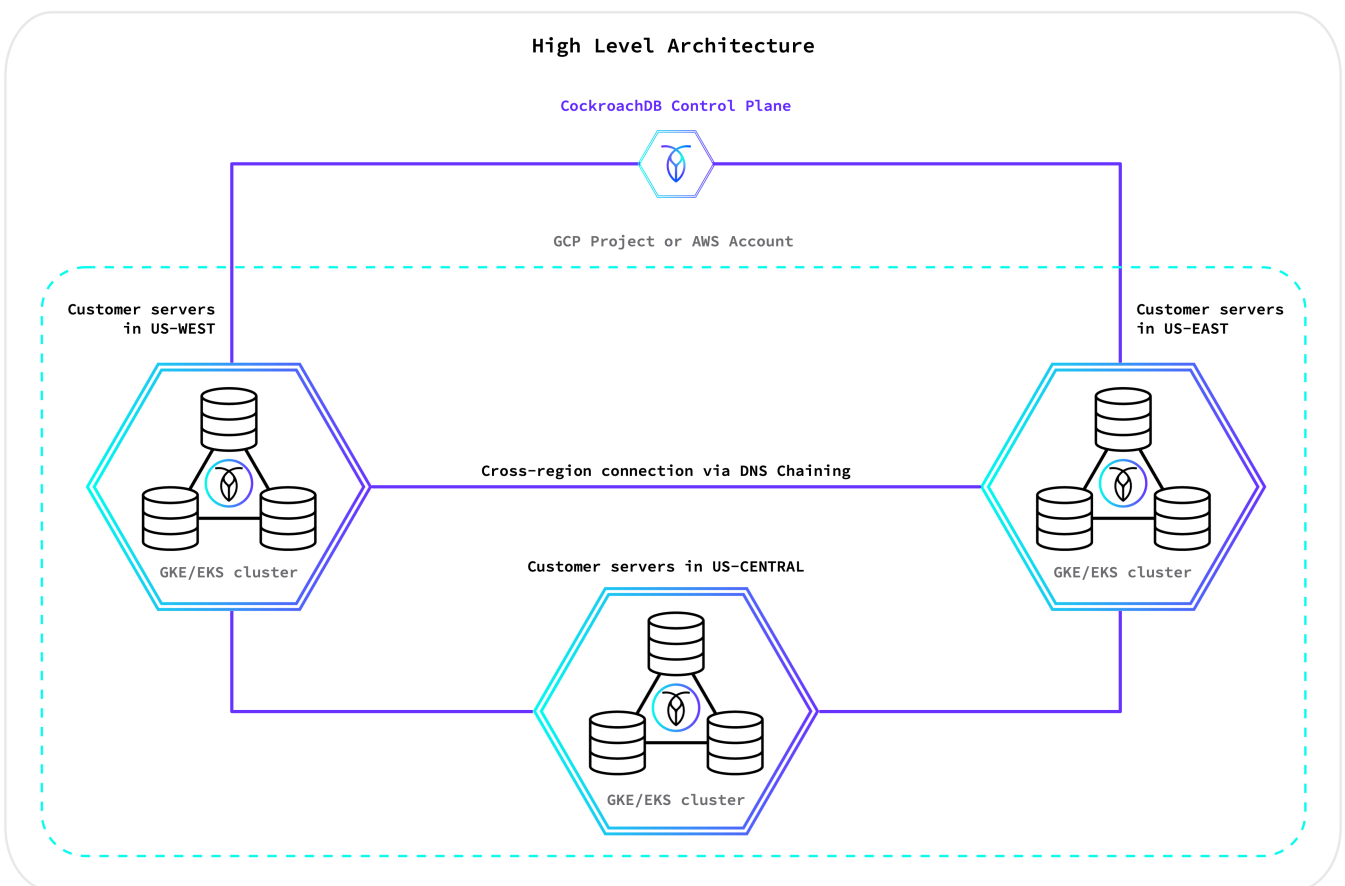 High Level Architecture
CockroachDB Control Plane
GCP Project or AWS Account
Customer servers
in US-WEST
Customer servers
in US-EAST
Cross-region connection via DNS Chaining
GKE/EKS cluster
GKE/EKS cluster
Customer servers in US-CENTRAL
GKE/EKS cluster